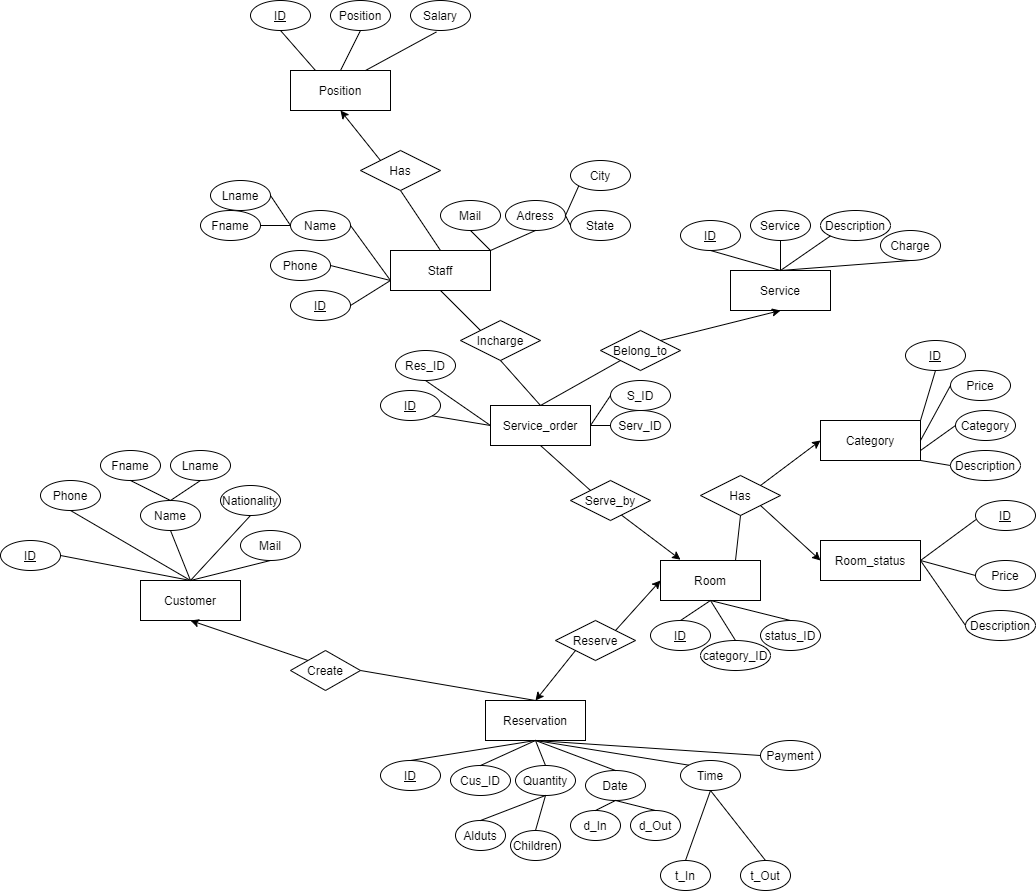 ID
Position
Salary
Position
Has
City
Lname
Mail
Adress
Fname
Name
State
ID
Service
Description
Charge
Phone
Staff
Service
ID
Incharge
Belong_to
Res_ID
ID
S_ID
Serv_ID
Service_order
ID
Price
Category
Category
Description
Fname
Lname
Phone
Name
Nationality
Mail
ID
Customer
Serve_by
Has
ID
Room_status
Price
Description
Room
ID
category_ID
status_ID
Reserve
Create
Reservation
ID
Cus_ID
Quantity
Date
Time
Payment
Alduts
Children
d_In
d_Out
t_In
t_Out